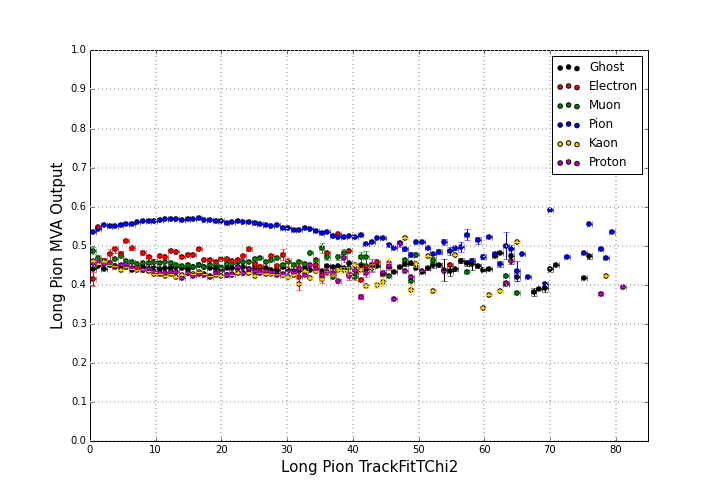 1.0
0.9
0.8
0.7
0.6
0.5
0.4
0.3
0.2
0.1
0.0
Long Pion MVA Output
Ghost
Electron
Muon
Pion
Kaon
Proton
0 10 20 30 40 50 60 70 80
Long Pion TrackFitTChi2